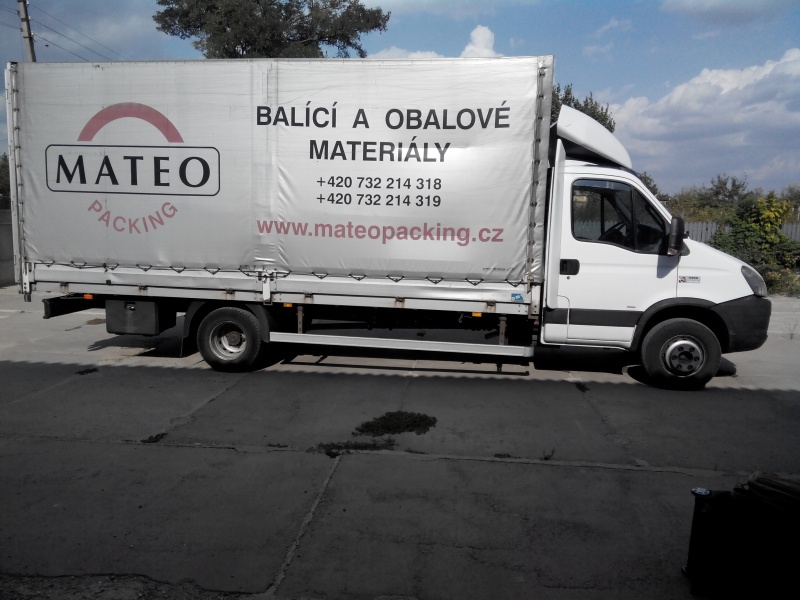 MATEO
PACKING
BALÍCÍ A OBALOVÉ
MATERIÁLY
+420 732 214 318
+420 732 214 319
www.mateopacking.cz